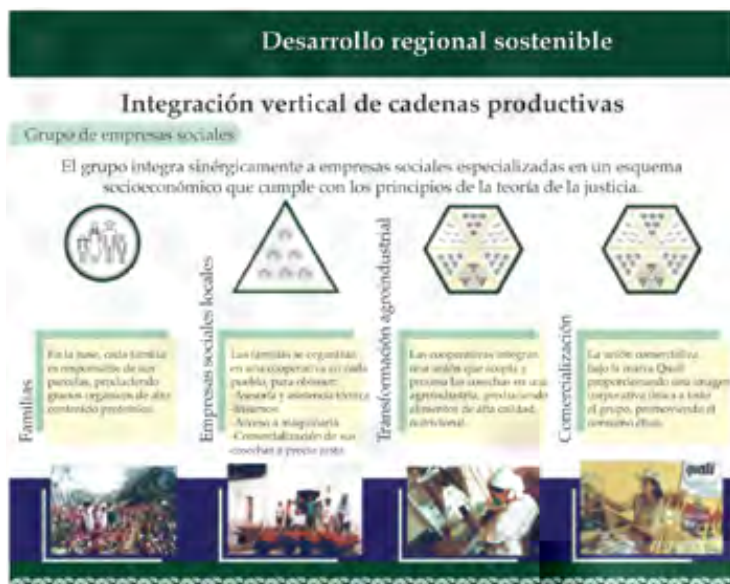 Desarrollo regional sostenible
Integración vertical de cadenas productivas
Grupo de empresas sociales
El grupo integra sinérgicamente a empresas sociales especializadas en un esquema
socioeconómico que cumple con los principios de la teoría de la justicia.
Familias
En la base, cada familia
es responsable de sus
parcelas, produciendo
granos orgánicos de alto
contenido proteínico.
Empresas sociales locales
Las familias se organizan
en una cooperativa en cada
pueblo, para obtener:
-Asesoría y asistencia técnica
-Insumos
-Acceso a maquinaria
-Comercialización de sus
cosechas a precio justo
Transformación agroindustrial
Las cooperativas integran
una unión que acopia y
procesa las cosechas en una
agroindustria, produciendo
alimentos de alta calidad
nutricional.
Comercialización
La unión comercializa
bajo la marca Quali
proporcionando una imagen
corporativa única a todo
el grupo, promoviendo el
consumo ético.
quali